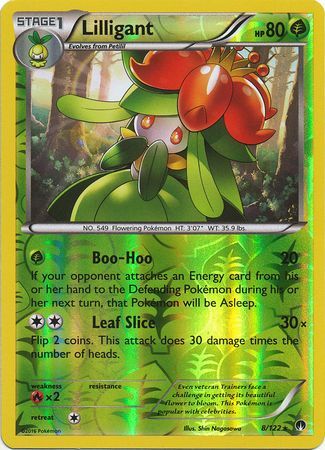 STAGE1
Lilligant
HP 80
Evolves from Petilil
NO. 549 Flowering Pokémon HT: 3'07" WT: 35.9 lbs.
Boo-Hoo 20
If your opponent attaches an Energy card from his
or her hand to the Defending Pokémon during his or
her next turn, that Pokémon will be Asleep.
Leaf Slice 30×
Flip 2 coins. This attack does 30 damage times the
number of heads.
weakness resistance
×2
retreat
Even veteran Trainers face a
challenge in getting its beautiful
flower to bloom. This Pokémon is
popular with celebrities.
©2016 Pokémon
Illus. Shin Nagasawa
8/122